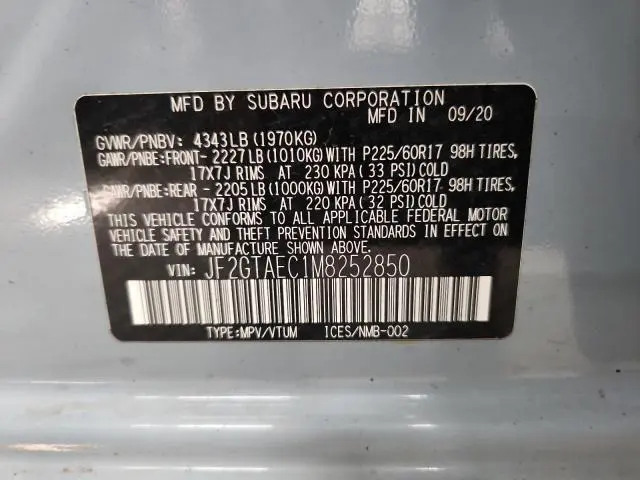 MFD BY SUBARU CORPORATION
MFD IN 09/20
GVWR/PNBV: 4343LB(1970KG)
GAWR/PNBE:FRONT-2227LB(1010KG)WITH P225/60R17 98H TIRES,
17X7J RIMS AT 230 KPA(33 PSI)COLD
GAWR/PNBE:REAR -2205LB(1000KG)WITH P225/60R17 98H TIRES,
17X7J RIMS AT 220 KPA(32 PSI)COLD
THIS VEHICLE CONFORMS TO ALL APPLICABLE FEDERAL MOTOR
VEHICLE SAFETY AND THEFT PREVENTION STANDARDS IN EFFECT
ON THE DATE OF MANUFACTURE SHOWN ABOVE.
VIN: JF2GTAEC1M8252850
TYPE:MPV/VTUM ICES/NMB-002